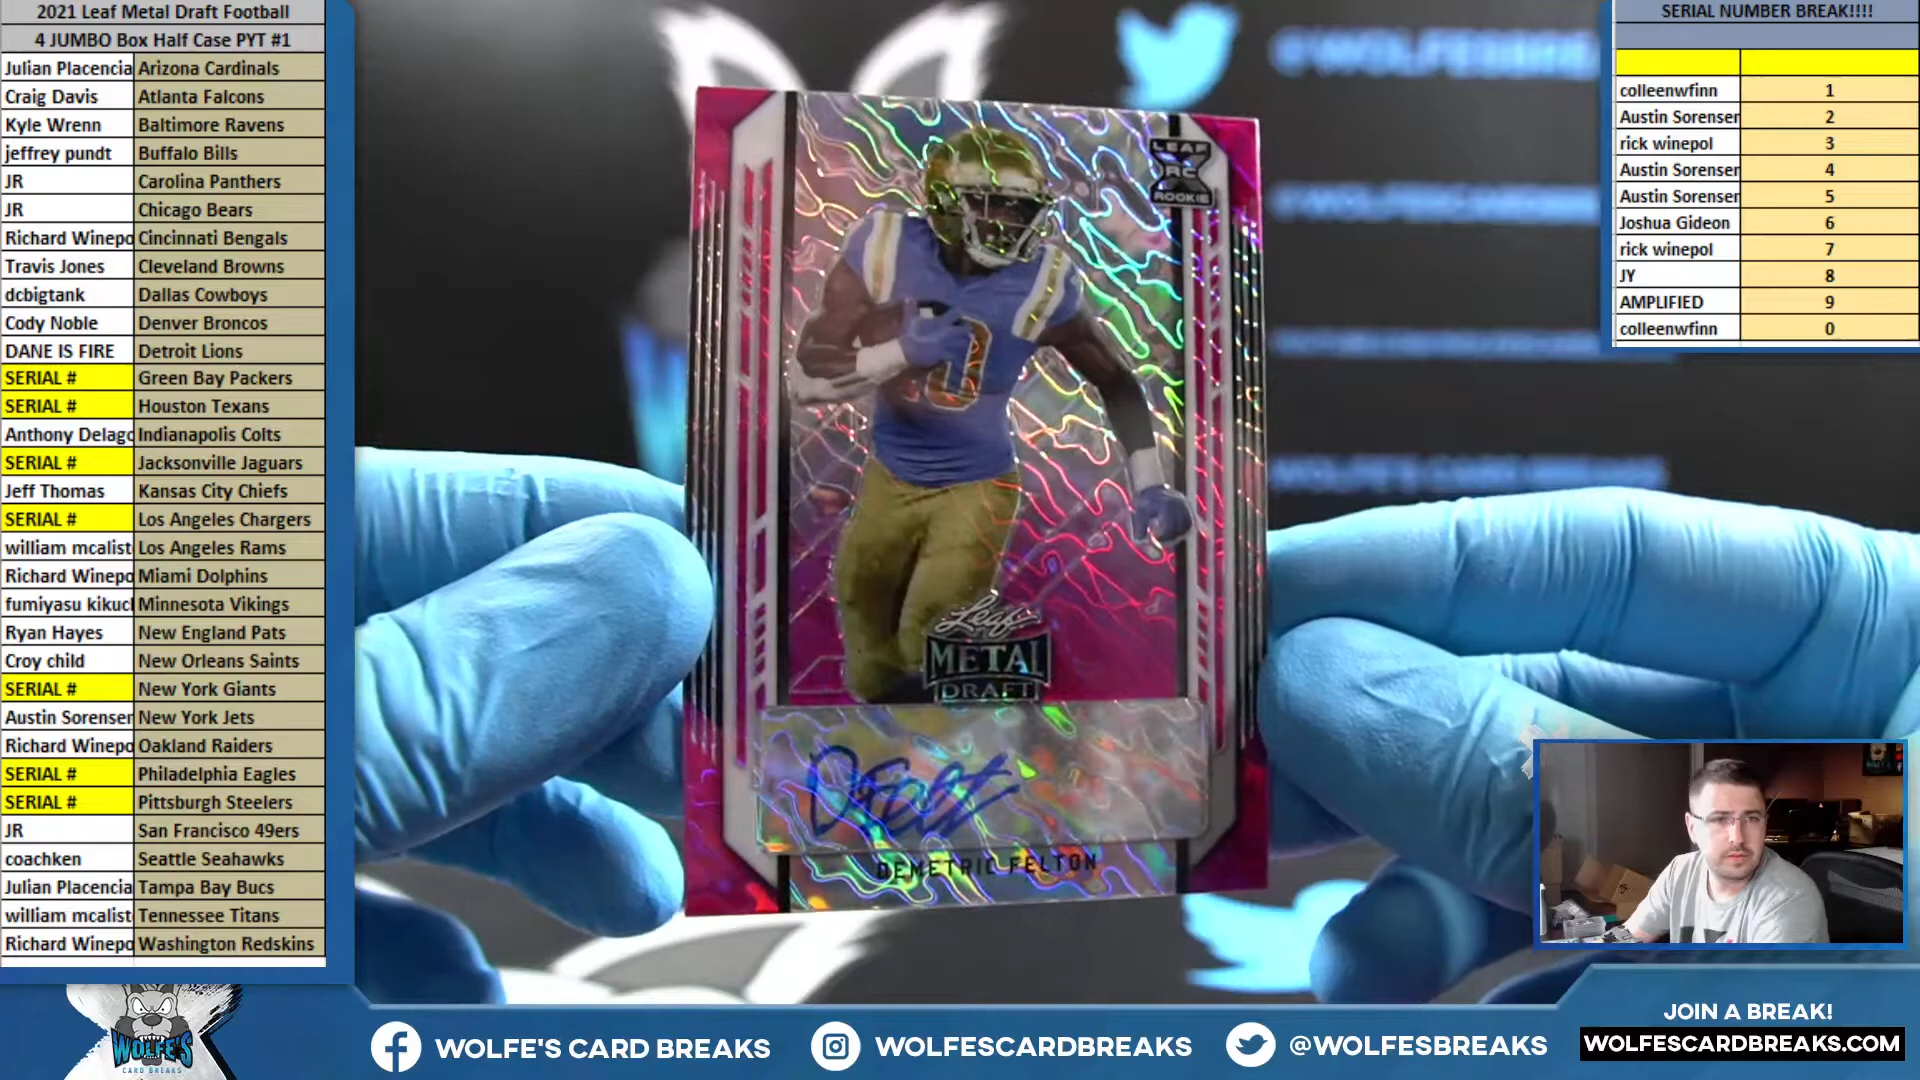 2021 Leaf Metal Draft Football
4 JUMBO Box Half Case PYT #1
Julian Placencia Arizona Cardinals
Craig Davis Atlanta Falcons
Kyle Wrenn Baltimore Ravens
jeffrey pundt Buffalo Bills
JR Carolina Panthers
JR Chicago Bears
Richard Winepo Cincinnati Bengals
Travis Jones Cleveland Browns
dcbigtank Dallas Cowboys
Cody Noble Denver Broncos
DANE IS FIRE Detroit Lions
SERIAL # Green Bay Packers
SERIAL # Houston Texans
Anthony Delago Indianapolis Colts
SERIAL # Jacksonville Jaguars
Jeff Thomas Kansas City Chiefs
SERIAL # Los Angeles Chargers
william mcalist Los Angeles Rams
Richard Winepo Miami Dolphins
fumiyasu kikuch Minnesota Vikings
Ryan Hayes New England Pats
Croy child New Orleans Saints
SERIAL # New York Giants
Austin Sorensen New York Jets
Richard Winepo Oakland Raiders
SERIAL # Philadelphia Eagles
SERIAL # Pittsburgh Steelers
JR San Francisco 49ers
coachken Seattle Seahawks
Julian Placencia Tampa Bay Bucs
william mcalist Tennessee Titans
Richard Winepo Washington Redskins
SERIAL NUMBER BREAK!!!!
colleenwfinn 1
Austin Sorensen 2
rick winepol 3
Austin Sorensen 4
Austin Sorensen 5
Joshua Gideon 6
rick winepol 7
JY 8
AMPLIFIED 9
colleenwfinn 0
LEAF
RC
ROOKIE
Leaf
METAL
DRAFT
DEMETRIC FELTON
WOLFE'S
CARD BREAKS
WOLFE'S CARD BREAKS
WOLFESCARDBREAKS
@WOLFESBREAKS
JOIN A BREAK!
WOLFESCARDBREAKS.COM